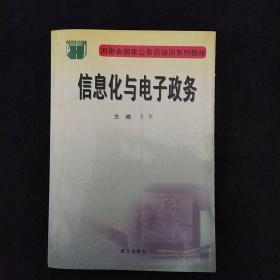 河南省国家公务员培训系列教材
信息化与电子政务
主编 王平